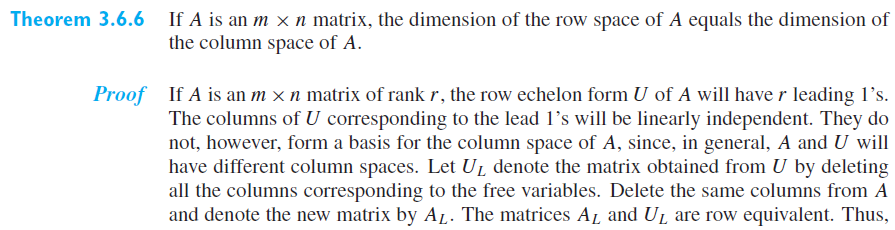 Theorem 3.6.6 If A is an m × n matrix, the dimension of the row space of A equals the dimension of
the column space of A.
Proof If A is an m × n matrix of rank r, the row echelon form U of A will have r leading 1's.
The columns of U corresponding to the lead 1's will be linearly independent. They do
not, however, form a basis for the column space of A, since, in general, A and U will
have different column spaces. Let U_L denote the matrix obtained from U by deleting
all the columns corresponding to the free variables. Delete the same columns from A
and denote the new matrix by A_L. The matrices A_L and U_L are row equivalent. Thus,